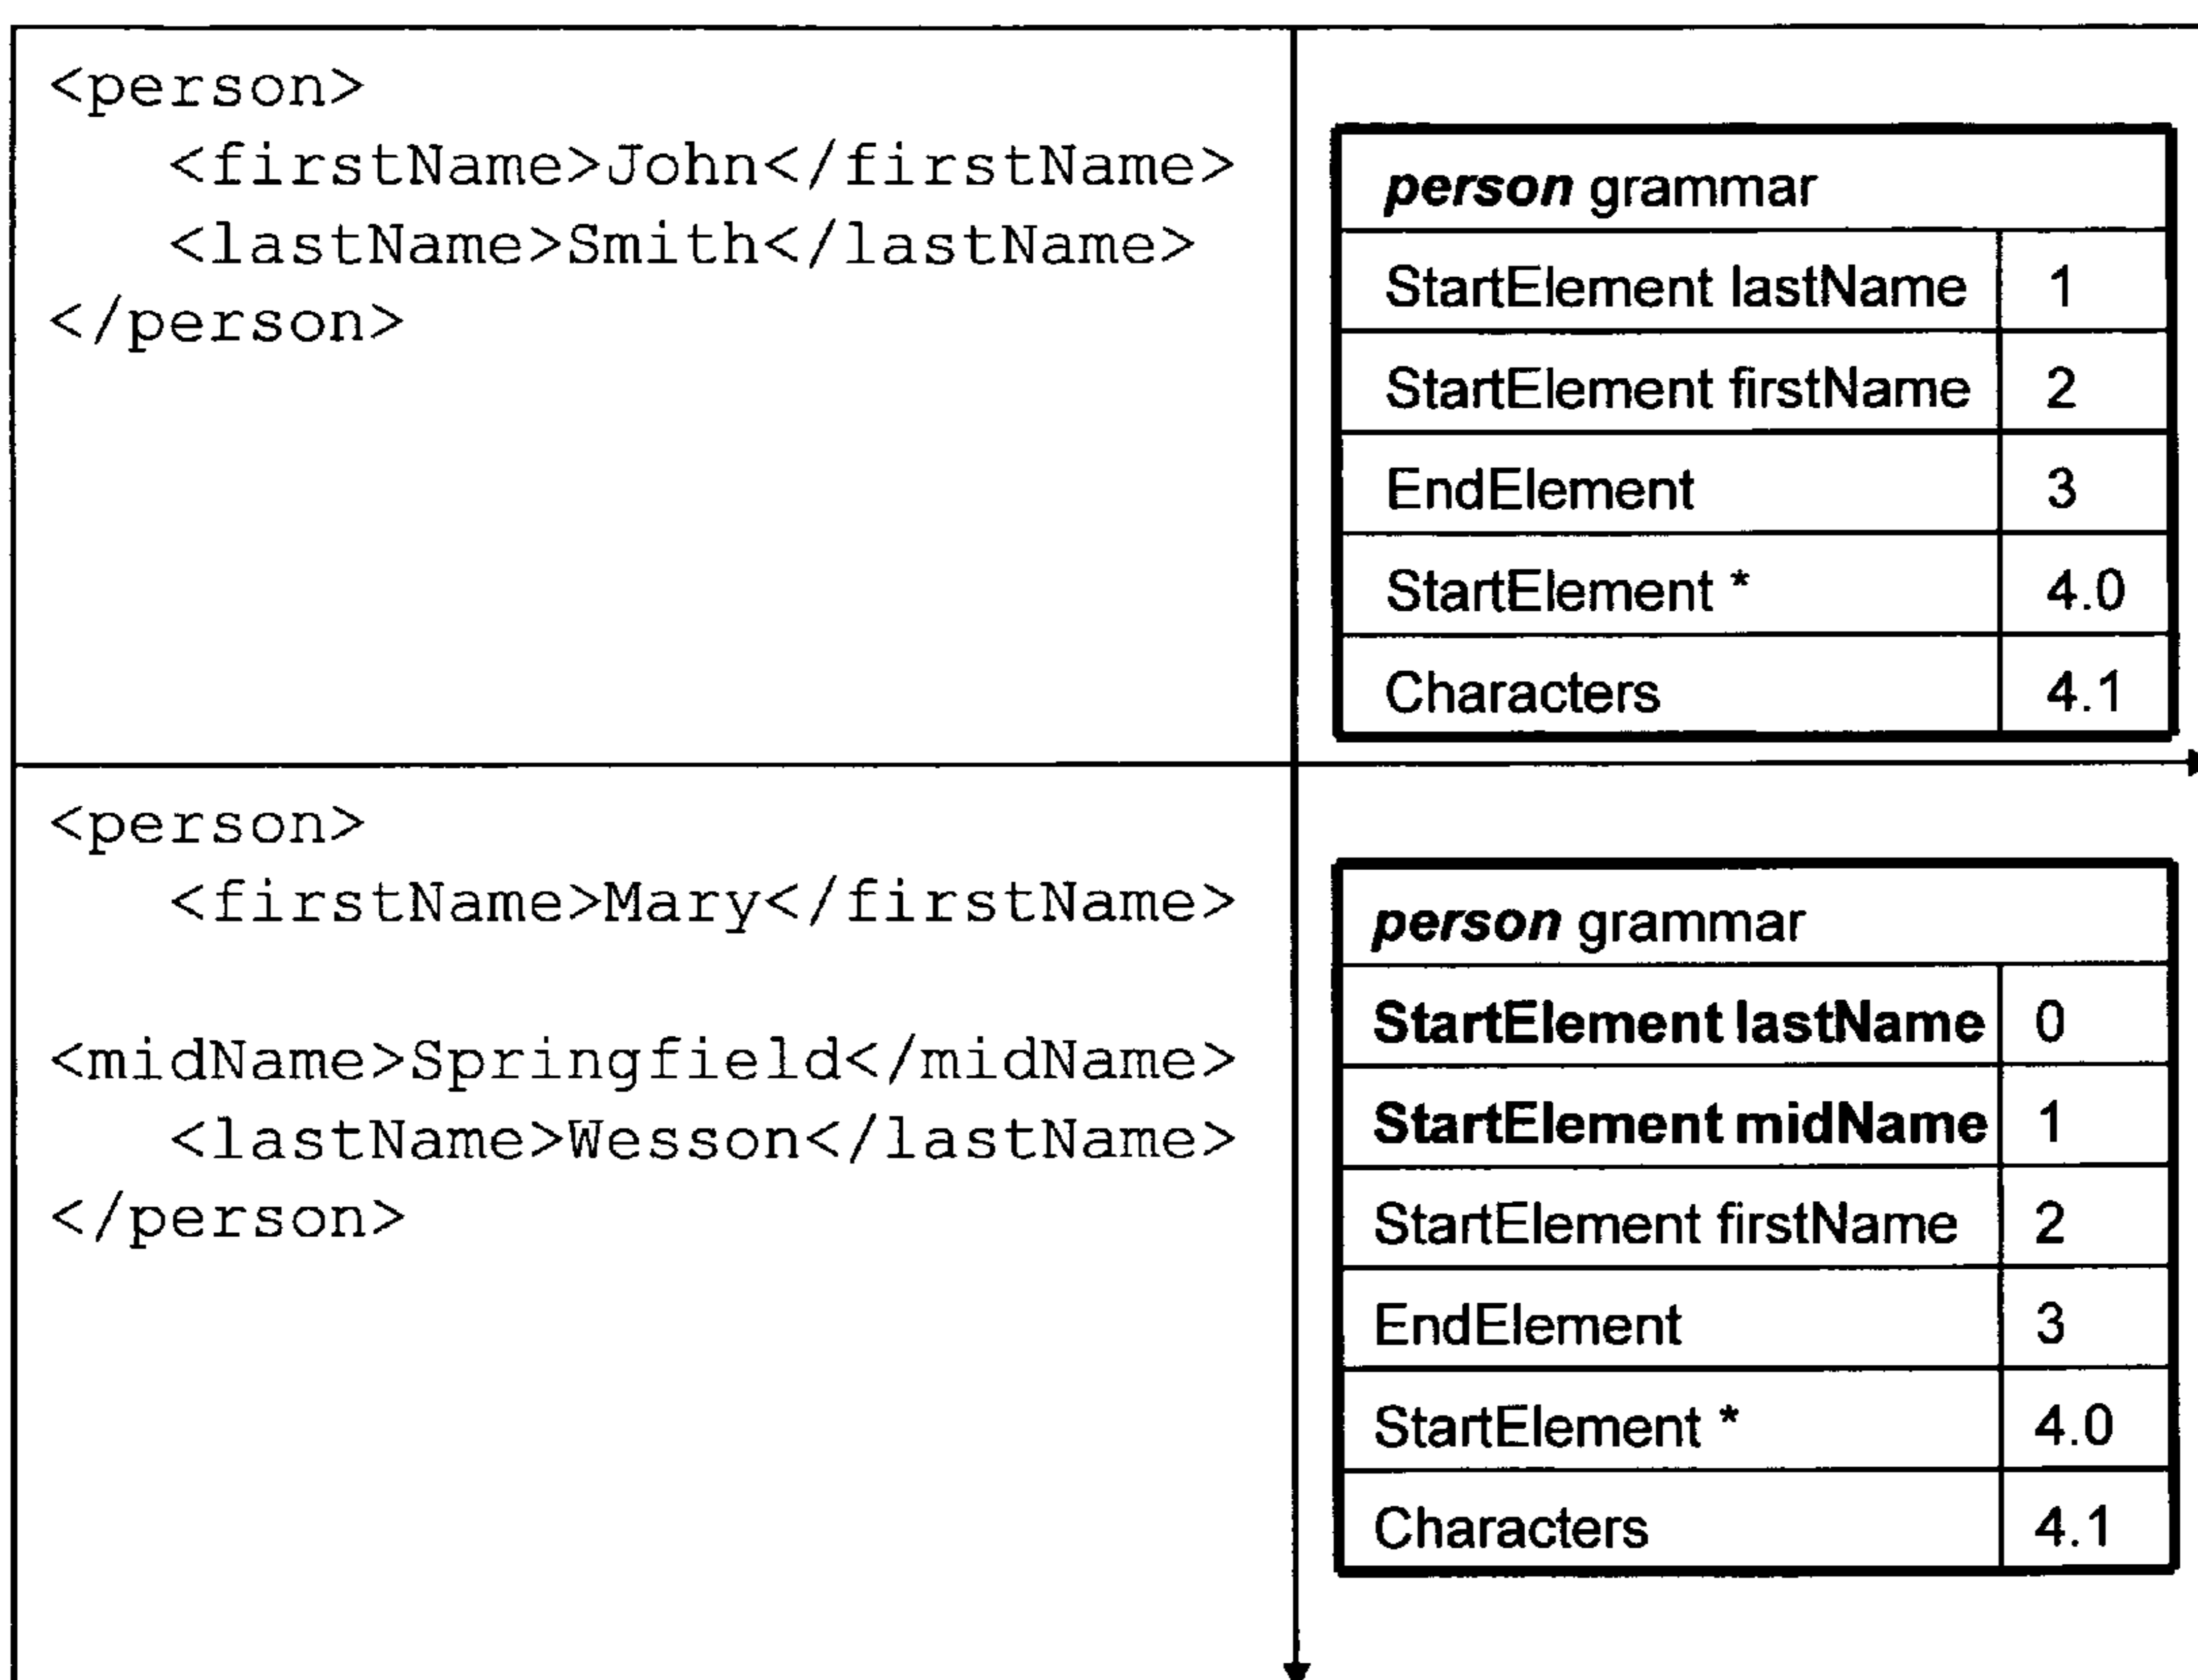 <person>
<firstName>John</firstName>
<lastName>Smith</lastName>
</person>
person grammar
StartElement lastName 1
StartElement firstName 2
EndElement 3
StartElement * 4.0
Characters 4.1
<person>
<firstName>Mary</firstName>
<midName>Springfield</midName>
<lastName>Wesson</lastName>
</person>
person grammar
StartElement lastName 0
StartElement midName 1
StartElement firstName 2
EndElement 3
StartElement * 4.0
Characters 4.1